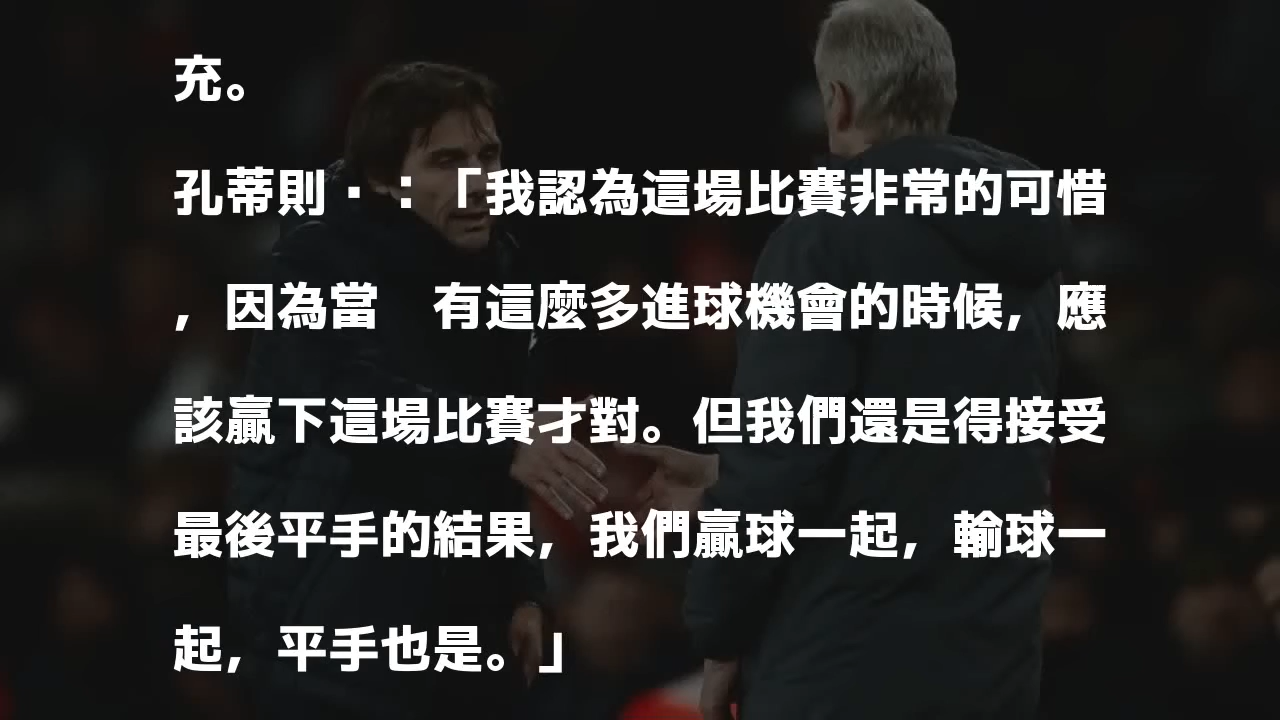 充。
孔蒂則▪：「我認為這場比賽非常的可惜
，因為當　有這麼多進球機會的時候，應
該贏下這場比賽才對。但我們還是得接受
最後平手的結果，我們贏球一起，輸球一
起，平手也是。」